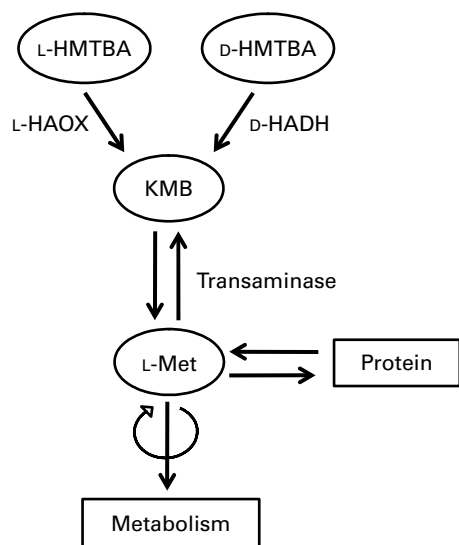 L-HMTBA
D-HMTBA
L-HAOX
D-HADH
KMB
Transaminase
L-Met
Protein
Metabolism